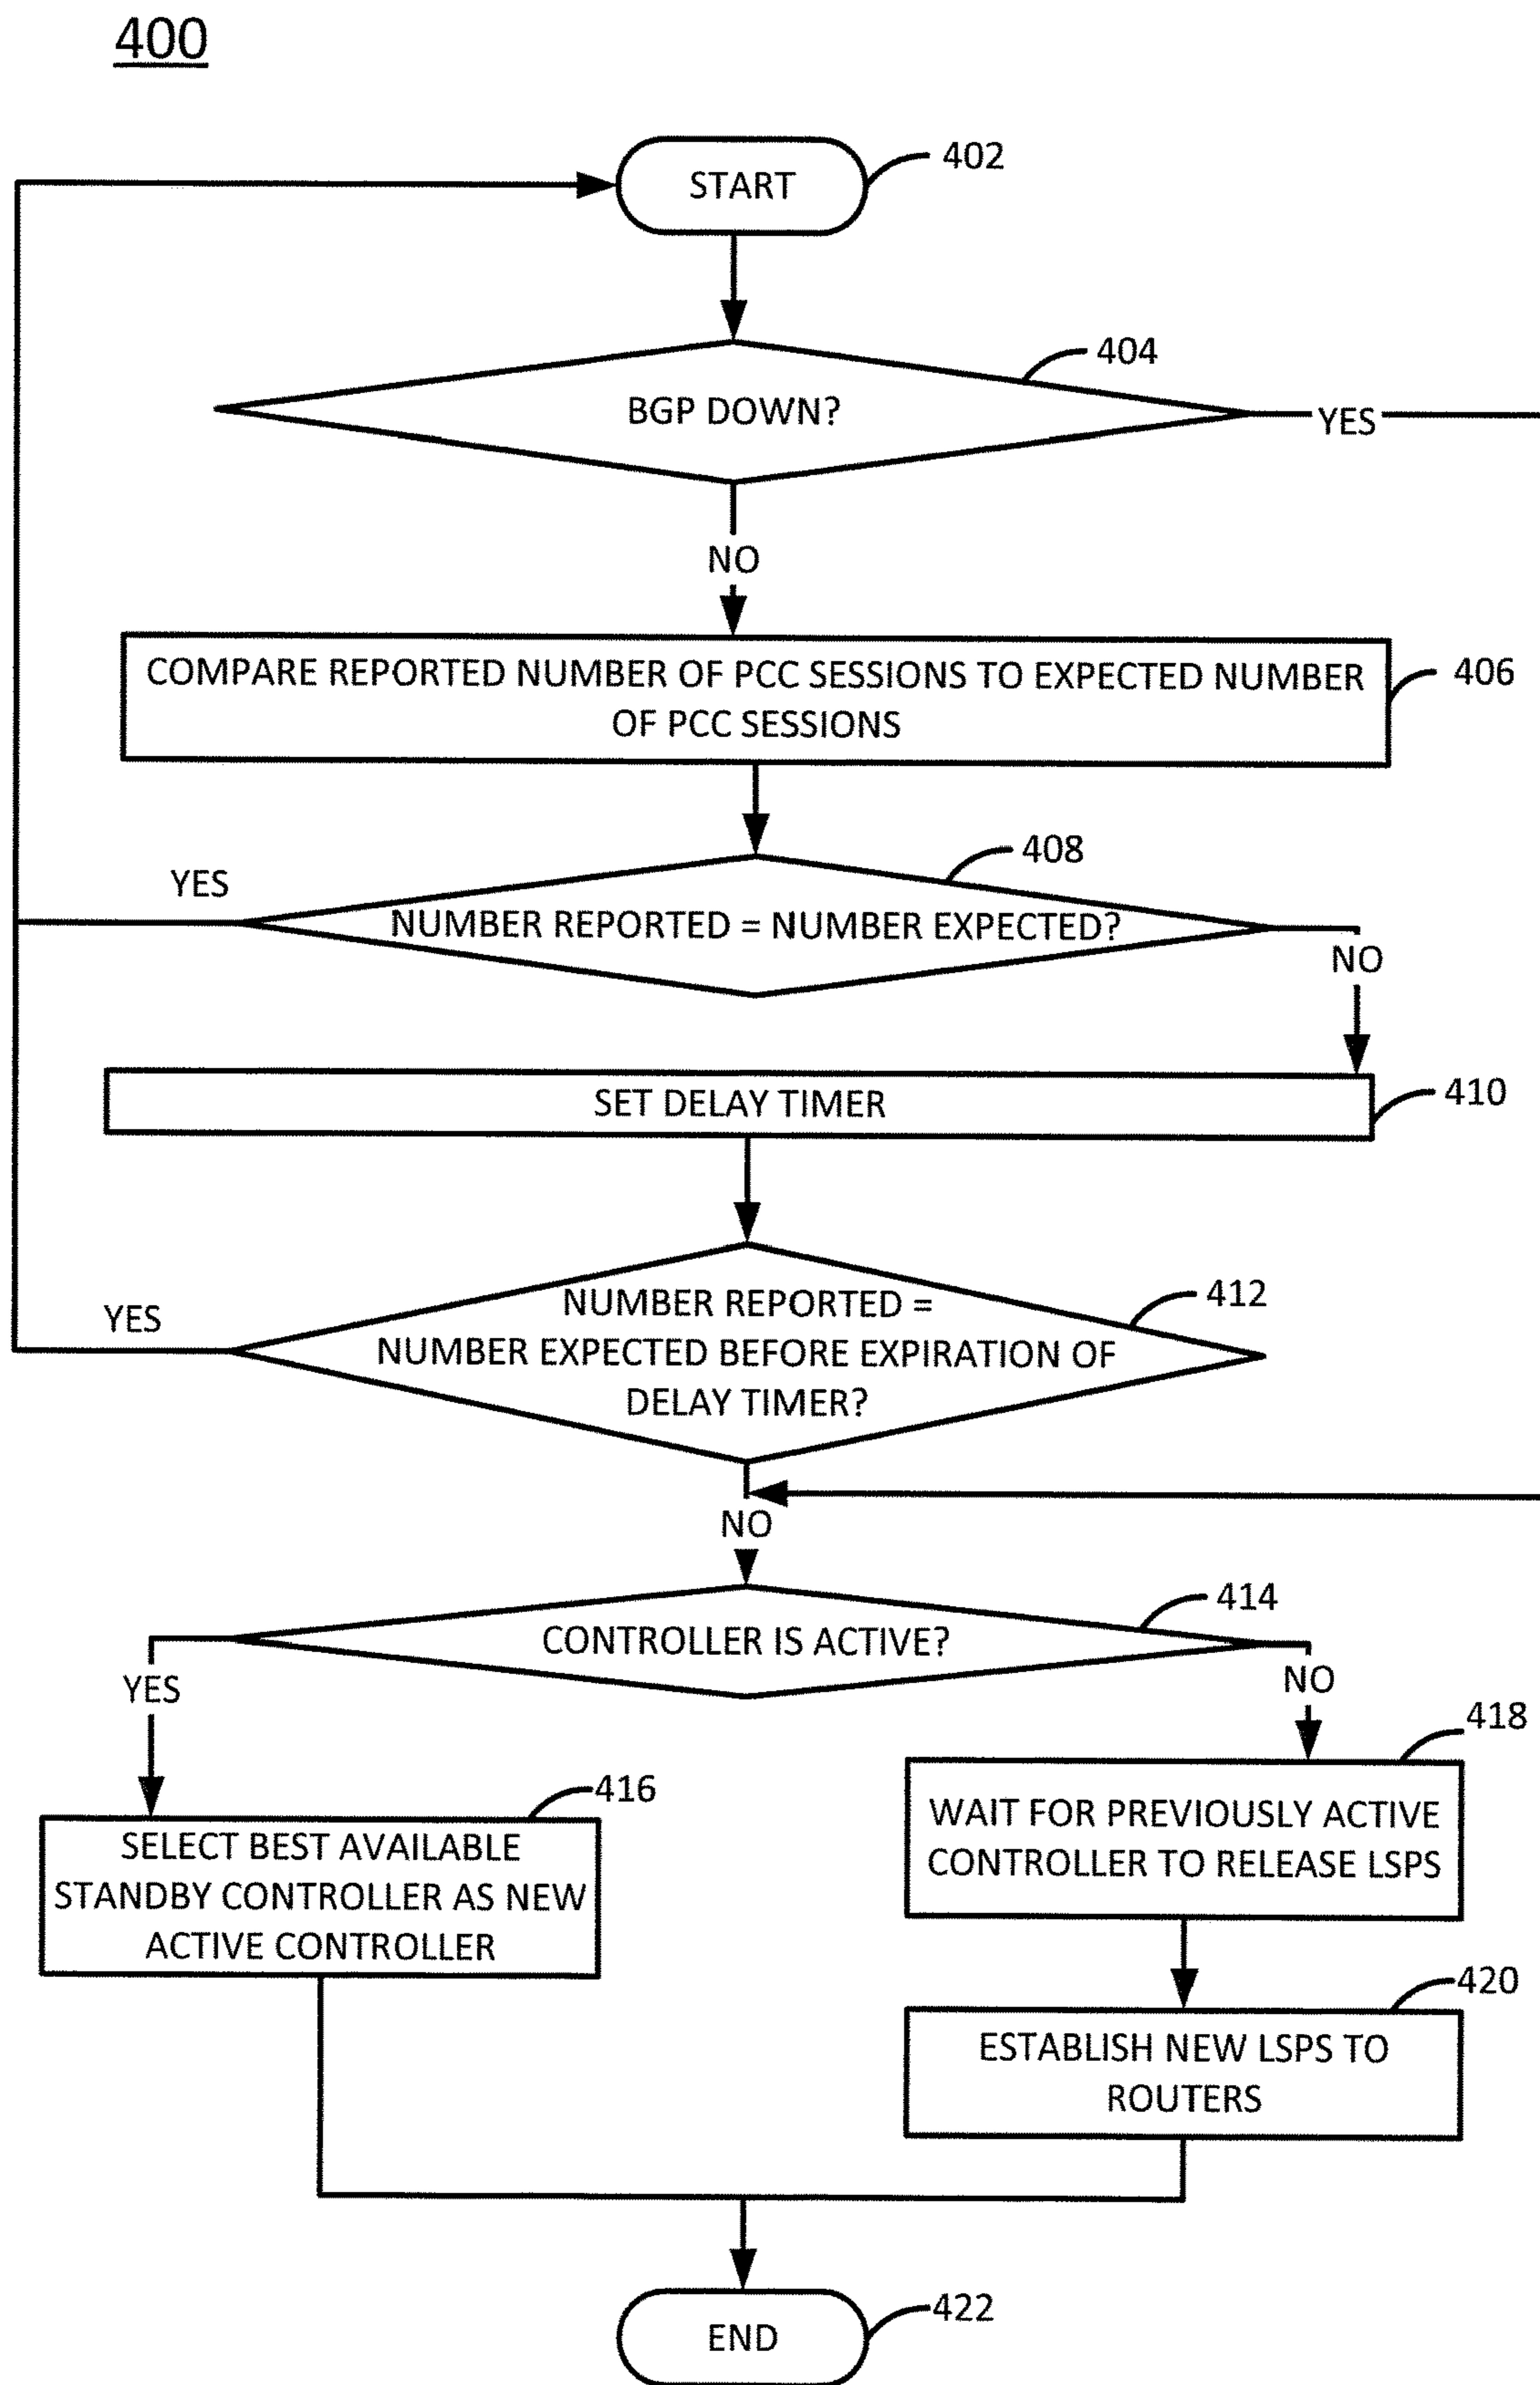 400
START
402
BGP DOWN?
404
YES
NO
COMPARE REPORTED NUMBER OF PCC SESSIONS TO EXPECTED NUMBER
OF PCC SESSIONS
406
NUMBER REPORTED = NUMBER EXPECTED?
408
YES
NO
SET DELAY TIMER
410
NUMBER REPORTED =
NUMBER EXPECTED BEFORE EXPIRATION OF
DELAY TIMER?
412
YES
NO
CONTROLLER IS ACTIVE?
414
YES
NO
SELECT BEST AVAILABLE
STANDBY CONTROLLER AS NEW
ACTIVE CONTROLLER
416
WAIT FOR PREVIOUSLY ACTIVE
CONTROLLER TO RELEASE LSPS
418
ESTABLISH NEW LSPS TO
ROUTERS
420
END
422